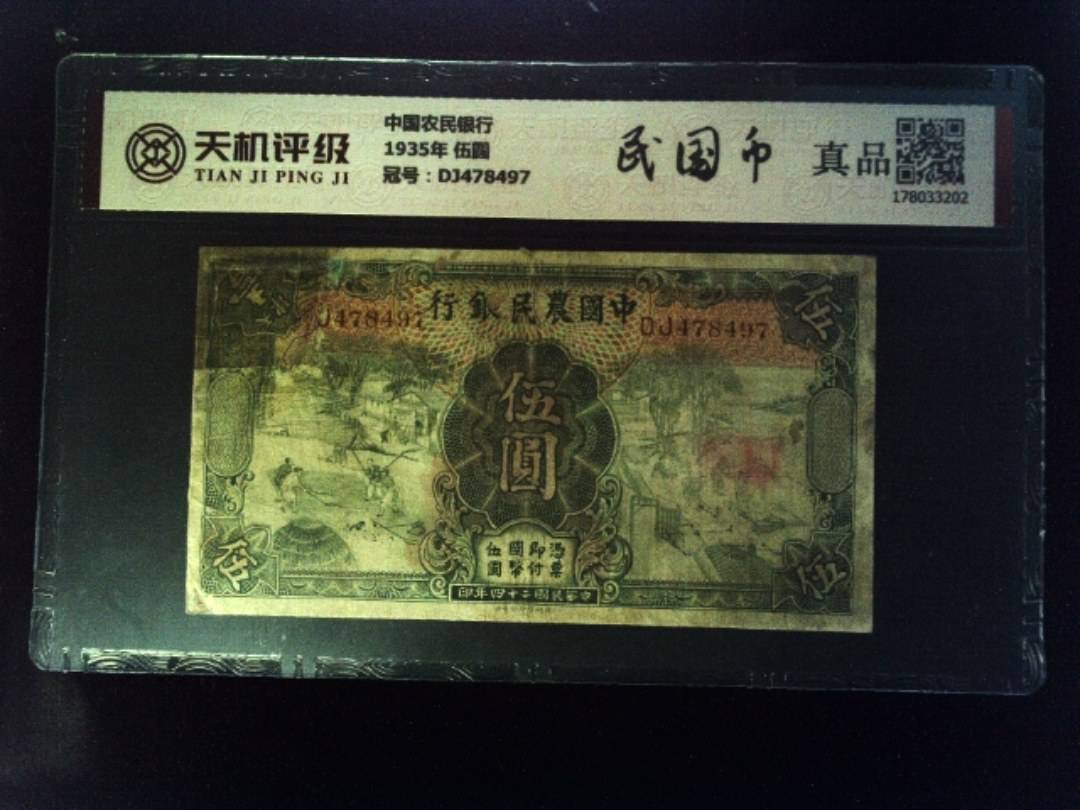 天机评级
TIAN JI PING JI
中国农民银行
1935年 伍圆
冠号:DJ478497
民国币
真品
178033202
行銀民農國中
J478497
DJ478497
伍
伍圓
伍
伍
憑票即付國幣伍圓
印年四十二國民華中